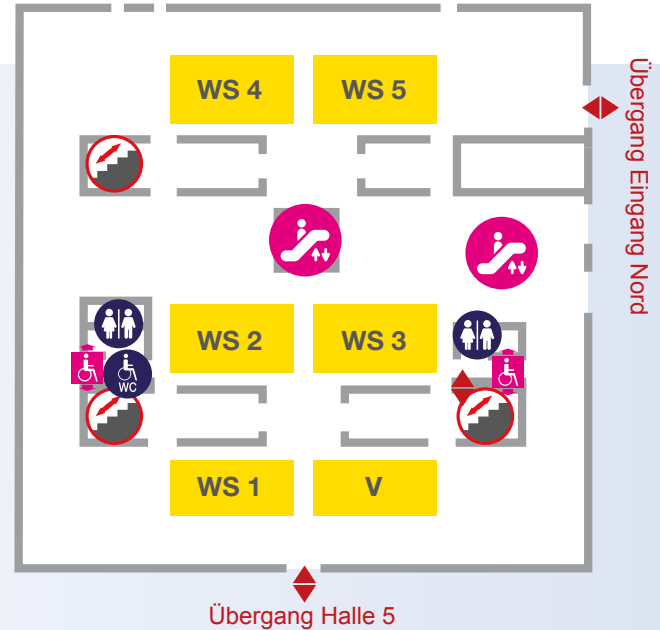 WS 4
WS 5
Übergang Eingang Nord
WS 2
WS 3
WC
WS 1
V
Übergang Halle 5